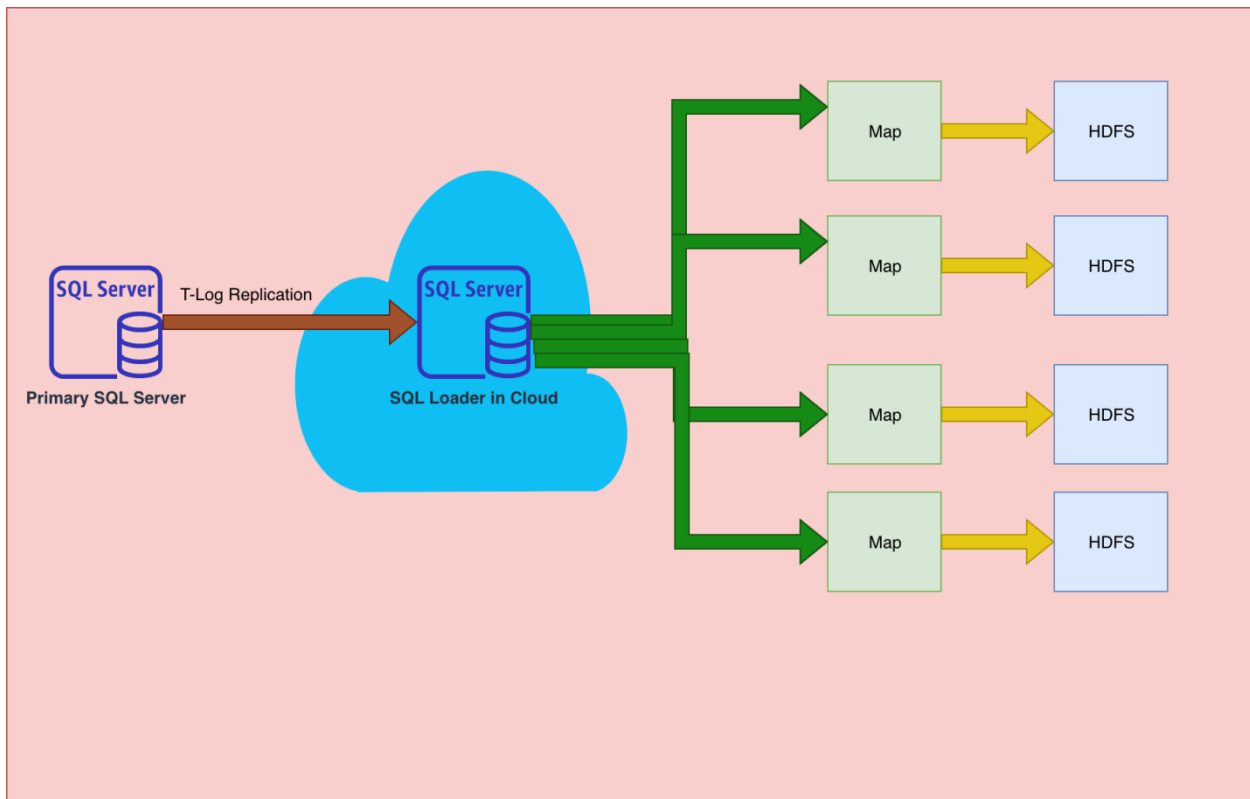 SQL Server
T-Log Replication
SQL Server
Primary SQL Server
SQL Loader in Cloud
Map
HDFS
Map
HDFS
Map
HDFS
Map
HDFS